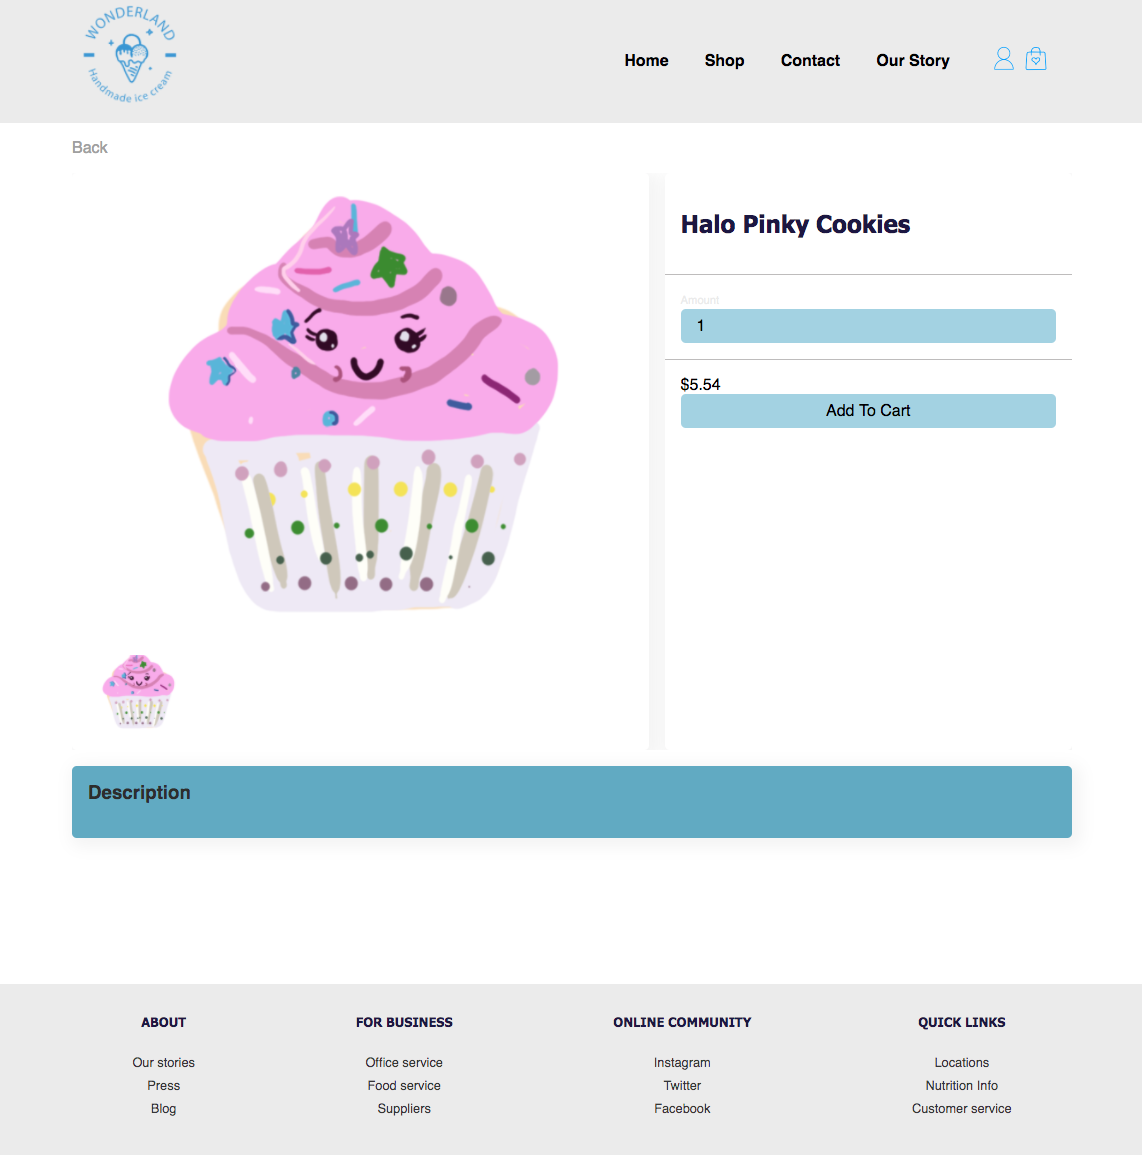 WONDERLAND
Handmade ice cream
Home Shop Contact Our Story
Back
Halo Pinky Cookies
Amount
1
$5.54
Add To Cart
Description
ABOUT FOR BUSINESS ONLINE COMMUNITY QUICK LINKS
Our stories Office service Instagram Locations
Press Food service Twitter Nutrition Info
Blog Suppliers Facebook Customer service